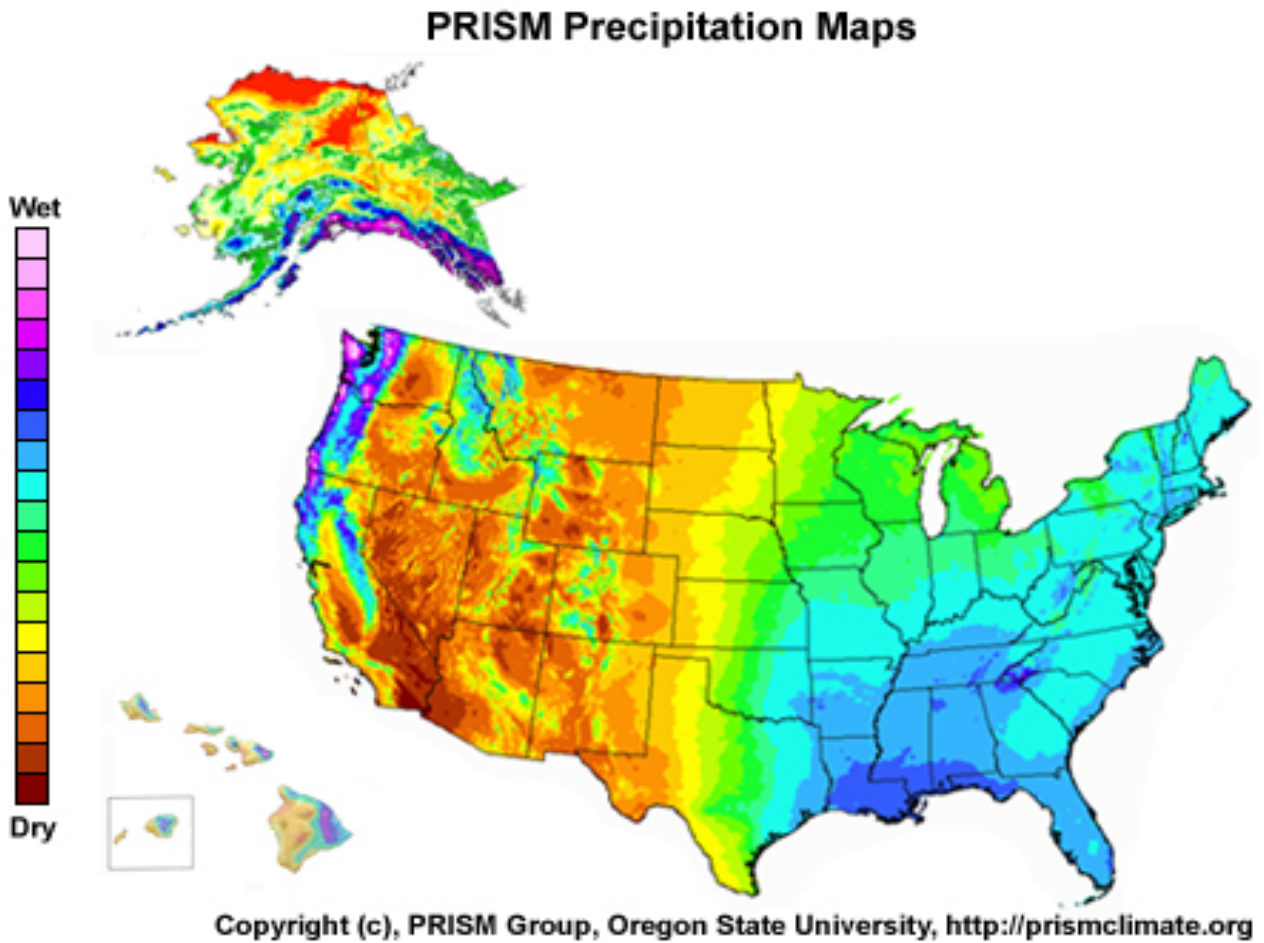 PRISM Precipitation Maps
Wet
Dry
Copyright (c), PRISM Group, Oregon State University, http://prismclimate.org